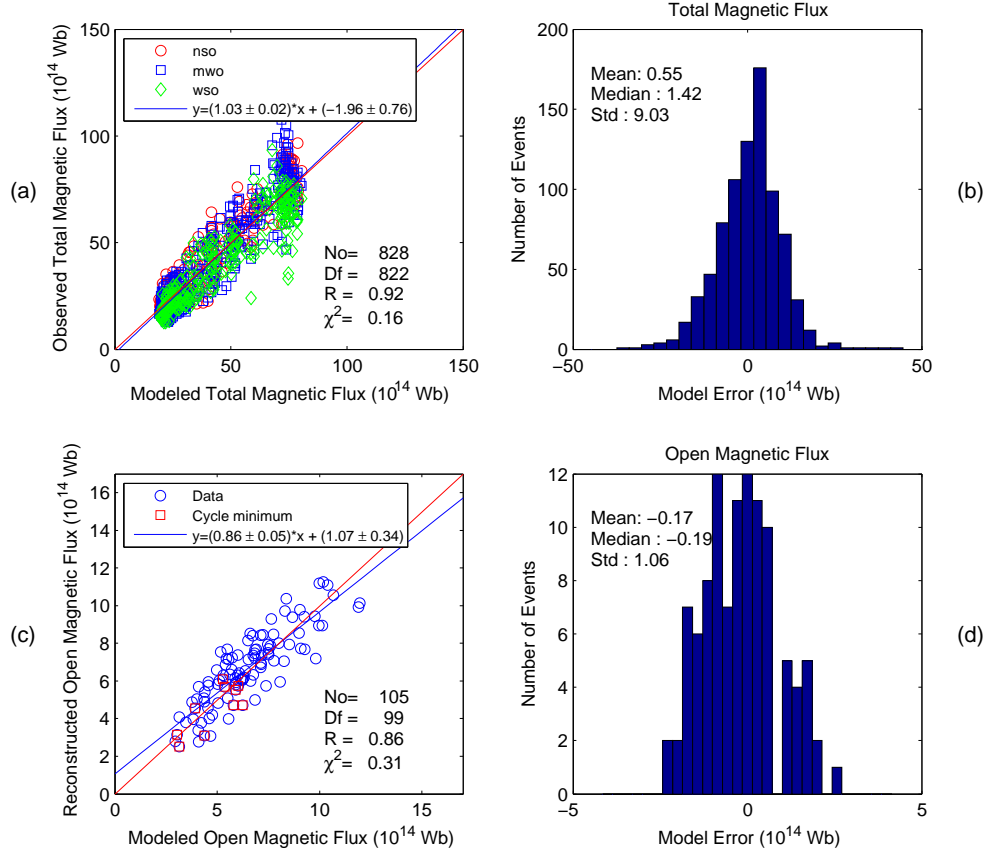 (a)
Observed Total Magnetic Flux (10^14 Wb)
150
100
50
0
nso
mwo
wso
y=(1.03 ± 0.02)*x + (−1.96 ± 0.76)
No= 828
Df = 822
R = 0.92
χ^2= 0.16
0 50 100 150
Modeled Total Magnetic Flux (10^14 Wb)
Total Magnetic Flux
(b)
Number of Events
200
150
100
50
0
Mean: 0.55
Median : 1.42
Std : 9.03
−50 0 50
Model Error (10^14 Wb)
(c)
Reconstructed Open Magnetic Flux (10^14 Wb)
16
14
12
10
8
6
4
2
0
Data
Cycle minimum
y=(0.86 ± 0.05)*x + (1.07 ± 0.34)
No= 105
Df = 99
R = 0.86
χ^2= 0.31
0 5 10 15
Modeled Open Magnetic Flux (10^14 Wb)
Open Magnetic Flux
(d)
Number of Events
12
10
8
6
4
2
0
Mean: −0.17
Median : −0.19
Std : 1.06
−5 0 5
Model Error (10^14 Wb)